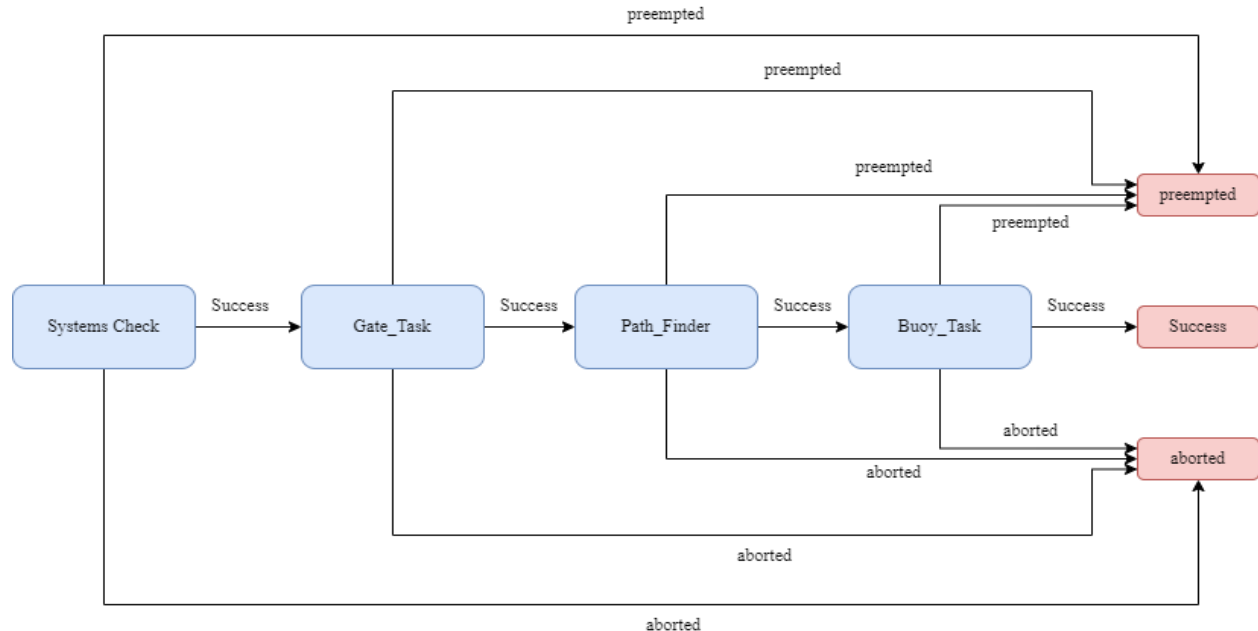 preempted
preempted
preempted
preempted
preempted
Success
Success
Success
Success
Systems Check
Gate_Task
Path_Finder
Buoy_Task
Success
aborted
aborted
aborted
aborted
aborted